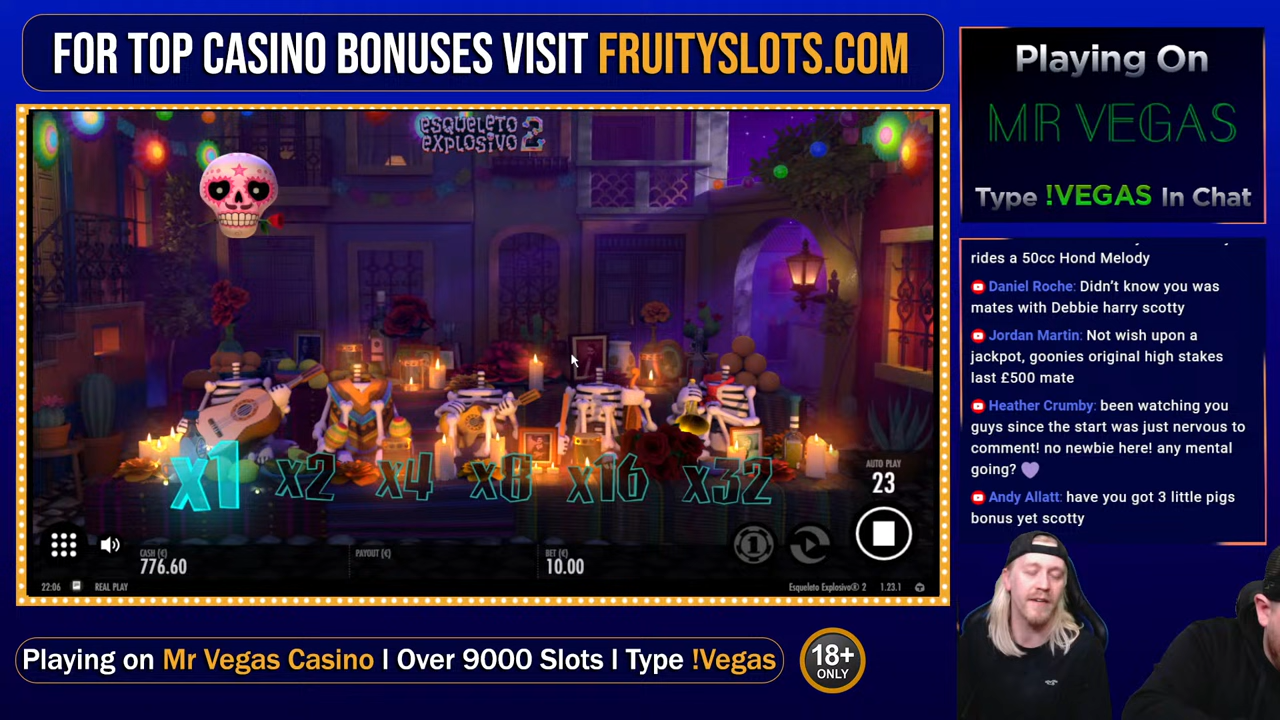 FOR TOP CASINO BONUSES VISIT FRUITYSLOTS.COM
esqueleto
explosivo 2
x1 x2 x4 x8 x16 x32
AUTO PLAY
23
CASH (€)
776.60
PAYOUT (€)
BET (€)
10.00
22:06
REAL PLAY
Esqueleto Explosivo® 2
1.23.1
Playing on Mr Vegas Casino | Over 9000 Slots | Type !Vegas
18+
ONLY
Playing On
MR VEGAS
Type !VEGAS In Chat
rides a 50cc Hond Melody
Daniel Roche: Didn't know you was
mates with Debbie harry scotty
Jordan Martin: Not wish upon a
jackpot, goonies original high stakes
last £500 mate
Heather Crumby: been watching you
guys since the start was just nervous to
comment! no newbie here! any mental
going? 💜
Andy Allatt: have you got 3 little pigs
bonus yet scotty